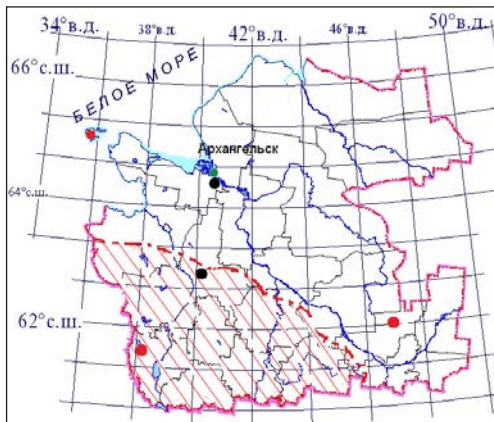 34°в.д.
38°в.д.
42°в.д.
46°в.д.
50°в.д.
66°с.ш.
БЕЛОЕ МОРЕ
Архангельск
64°с.ш.
62°с.ш.